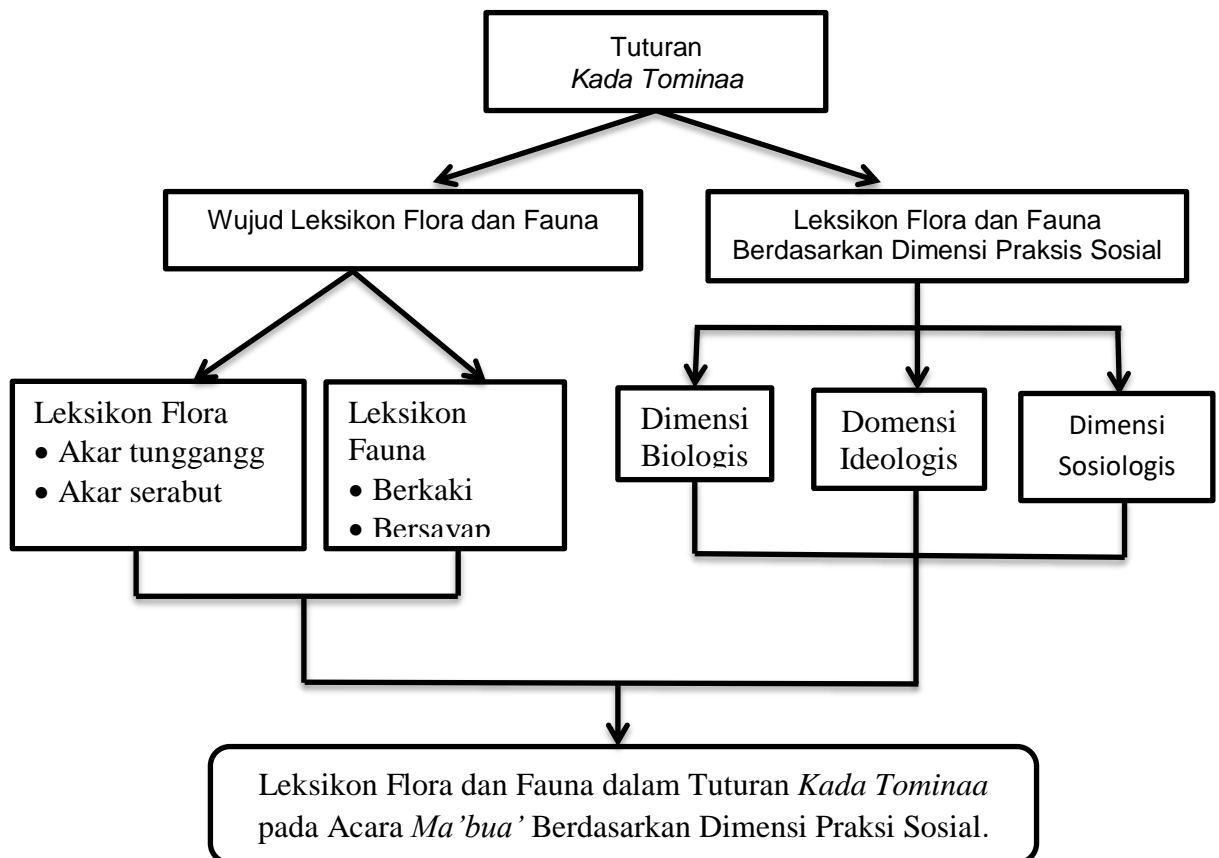 Tuturan
Kada Tominaa
Wujud Leksikon Flora dan Fauna
Leksikon Flora dan Fauna
Berdasarkan Dimensi Praksis Sosial
Leksikon Flora
• Akar tunggangg
• Akar serabut
Leksikon
Fauna
• Berkaki
• Bersayap
Dimensi
Biologis
Domensi
Ideologis
Dimensi
Sosiologis
Leksikon Flora dan Fauna dalam Tuturan Kada Tominaa
pada Acara Ma’bua’ Berdasarkan Dimensi Praksi Sosial.